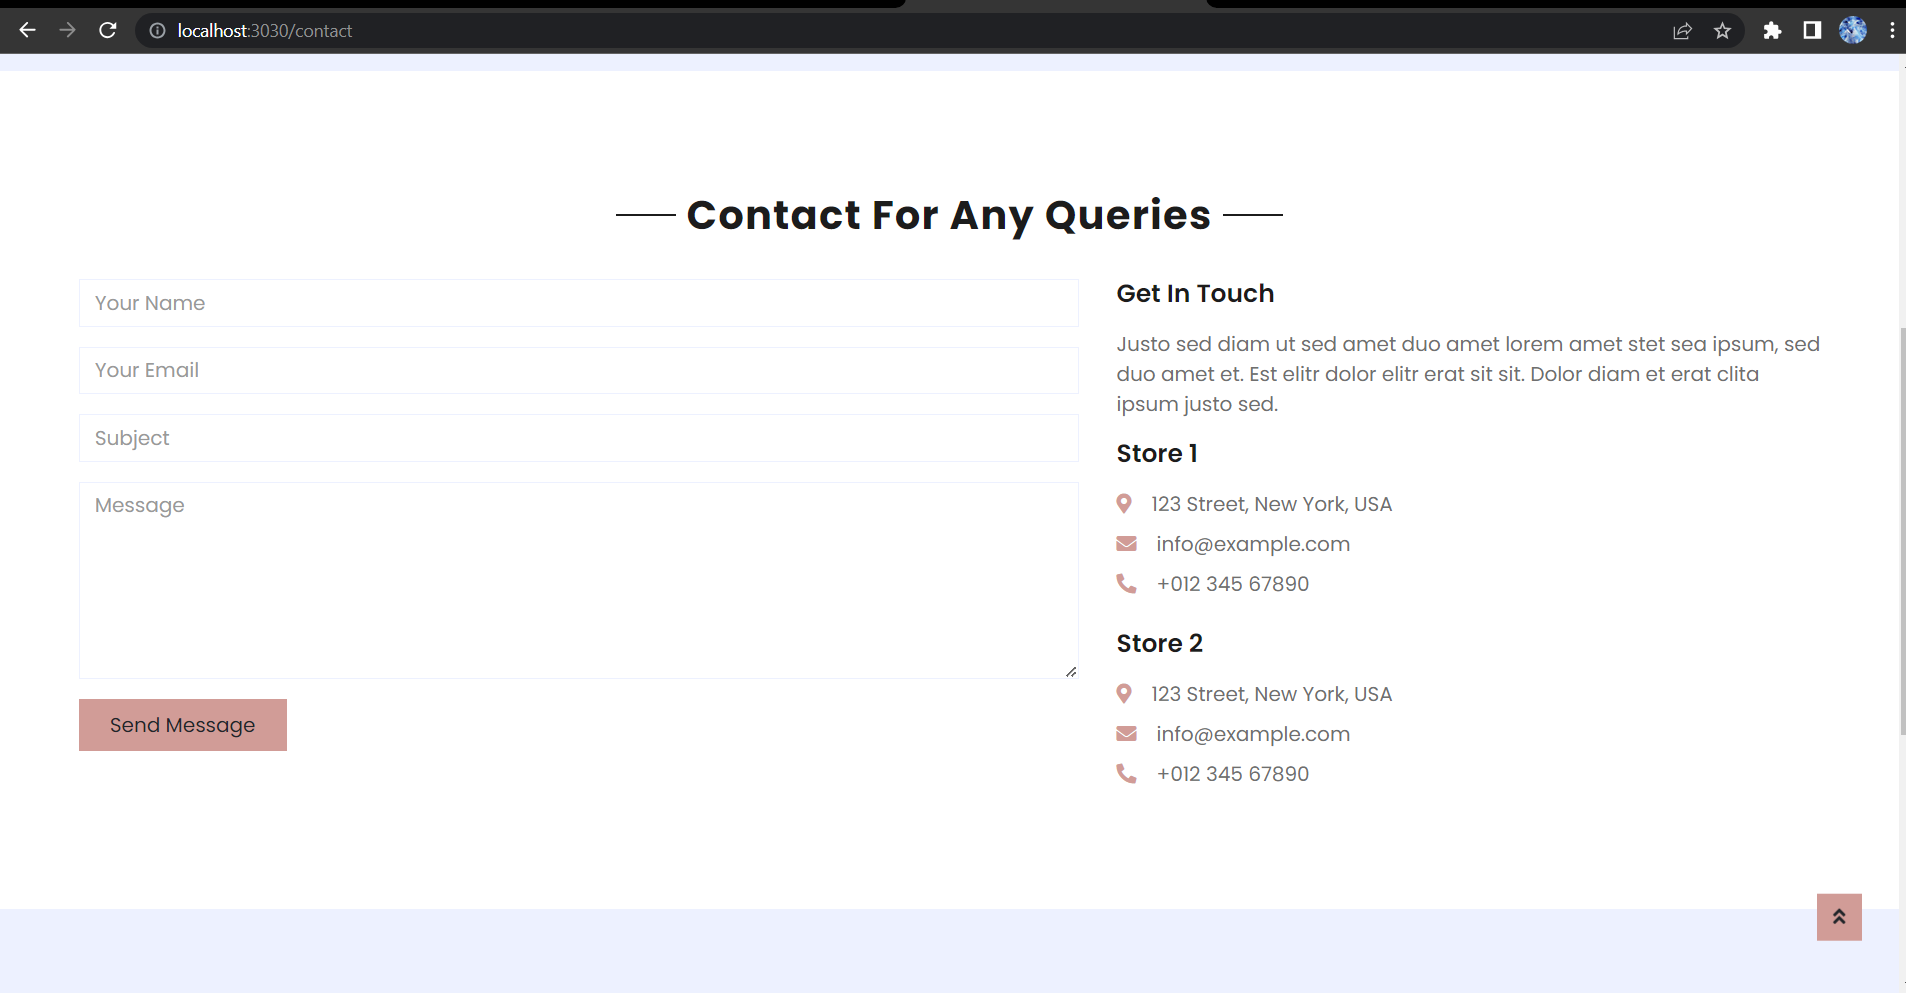 localhost:3030/contact
Contact For Any Queries
Your Name
Your Email
Subject
Message
Send Message
Get In Touch
Justo sed diam ut sed amet duo amet lorem amet stet sea ipsum, sed
duo amet et. Est elitr dolor elitr erat sit sit. Dolor diam et erat clita
ipsum justo sed.
Store 1
123 Street, New York, USA
info@example.com
+012 345 67890
Store 2
123 Street, New York, USA
info@example.com
+012 345 67890